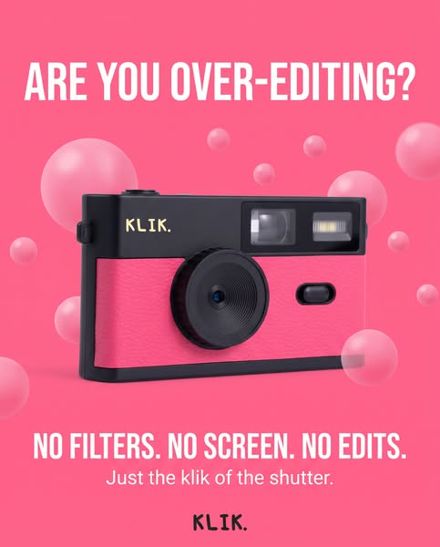 ARE YOU OVER-EDITING?
KLIK.
NO FILTERS. NO SCREEN. NO EDITS.
Just the klik of the shutter.
KLIK.